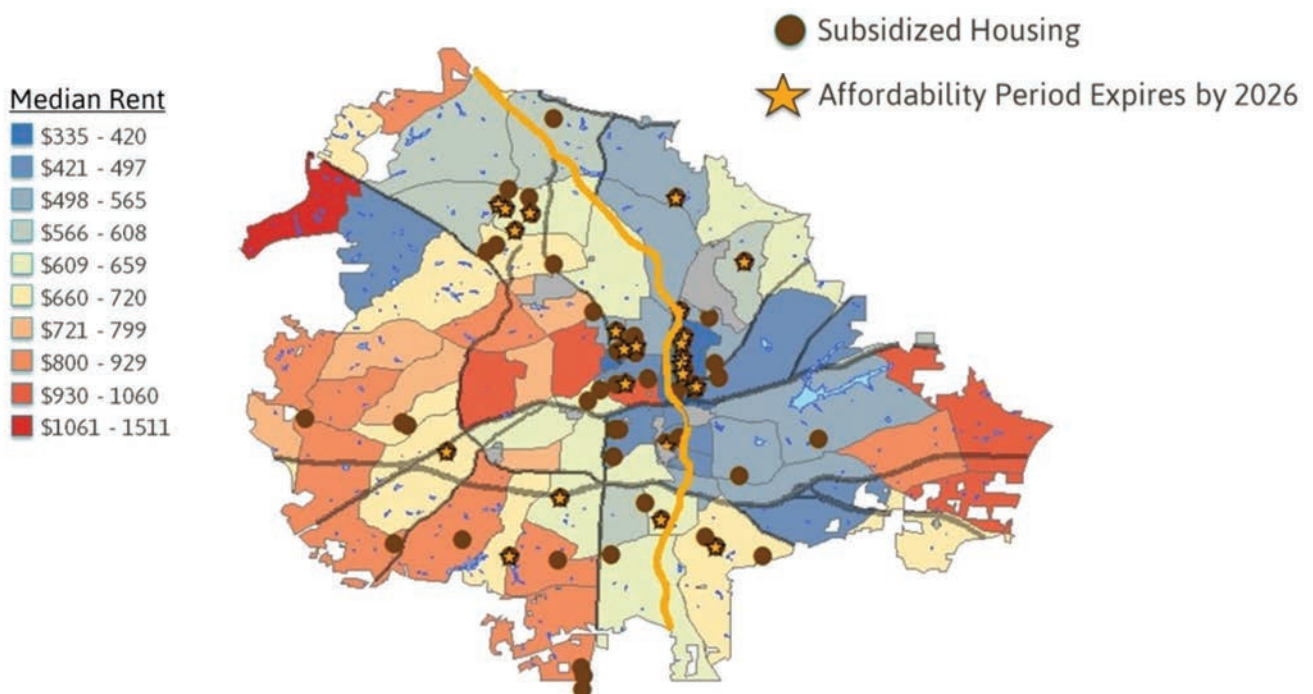 Subsidized Housing
Affordability Period Expires by 2026
Median Rent
$335 - 420
$421 - 497
$498 - 565
$566 - 608
$609 - 659
$660 - 720
$721 - 799
$800 - 929
$930 - 1060
$1061 - 1511